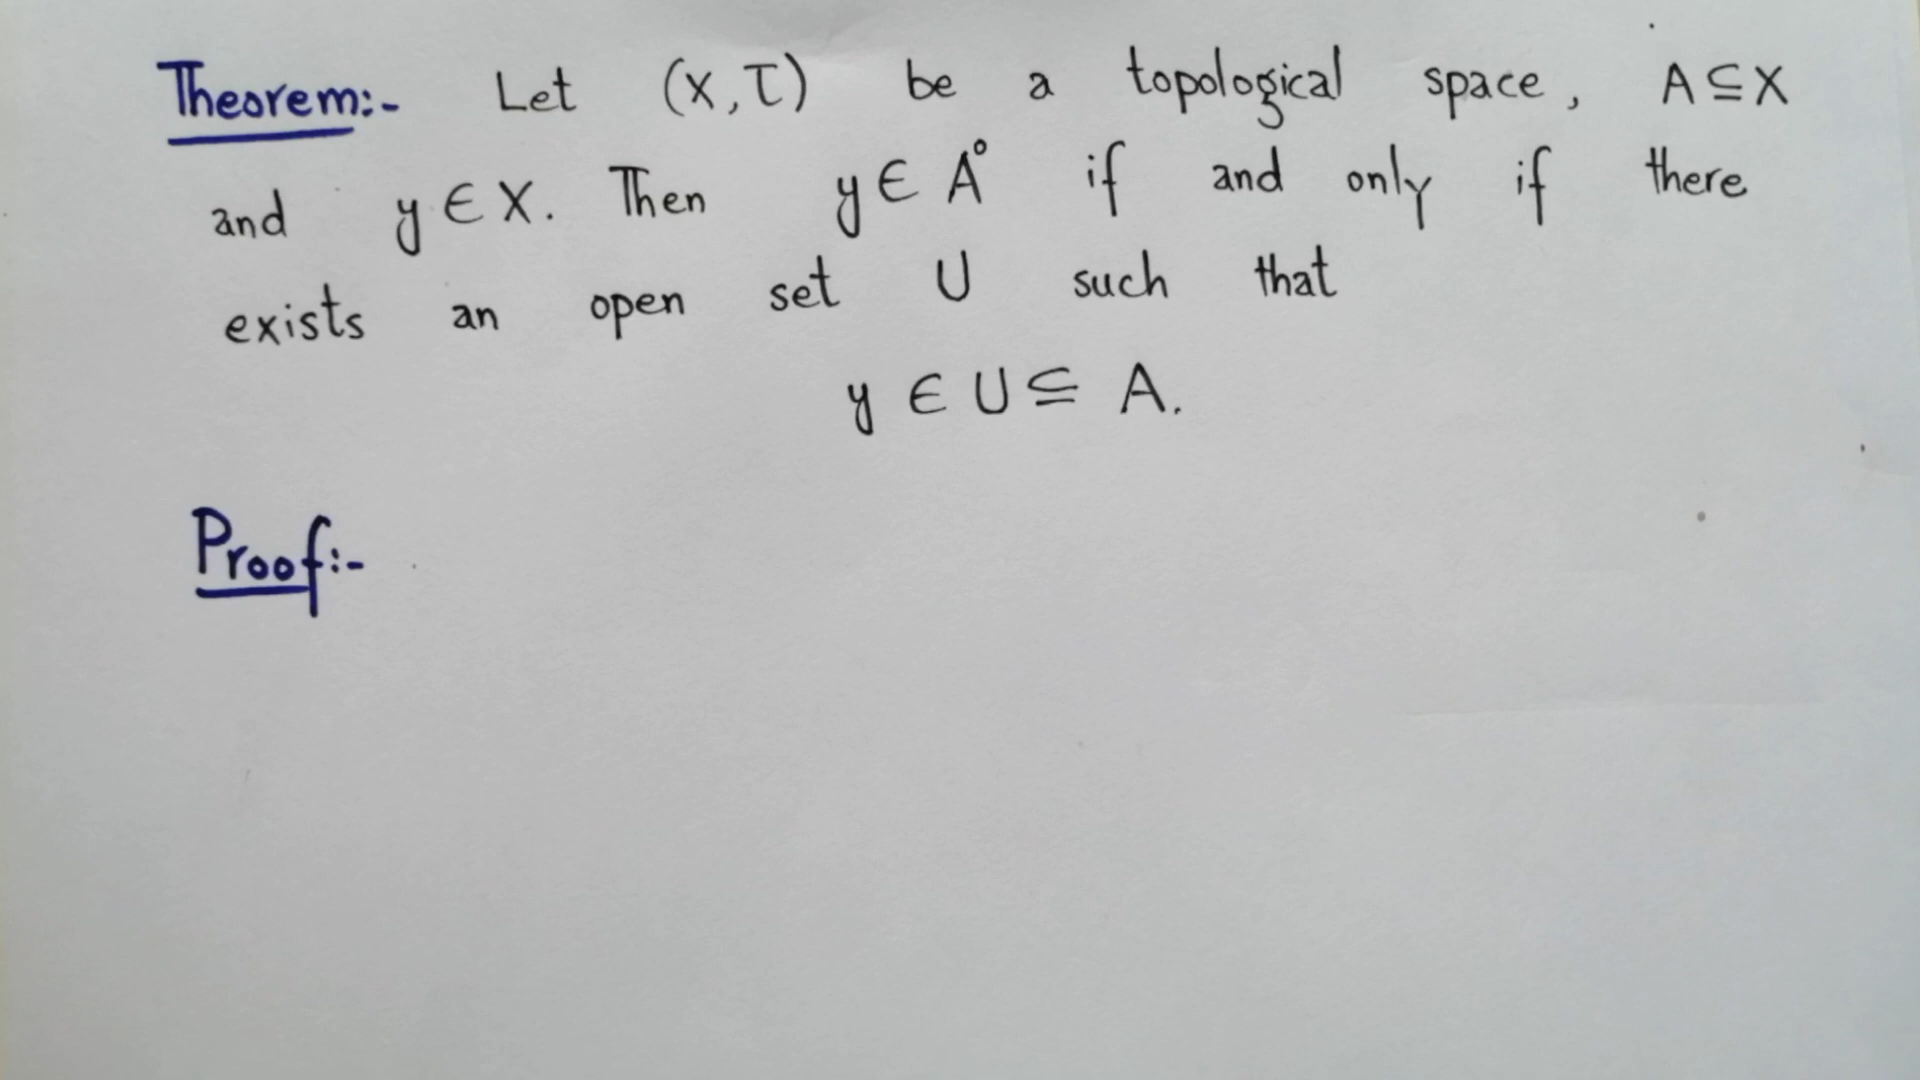 Theorem:- Let (X,τ) be a topological space, A⊆X
and y∈X. Then y∈A° if and only if there
exists an open set U such that
y∈U⊆A.
Proof:-